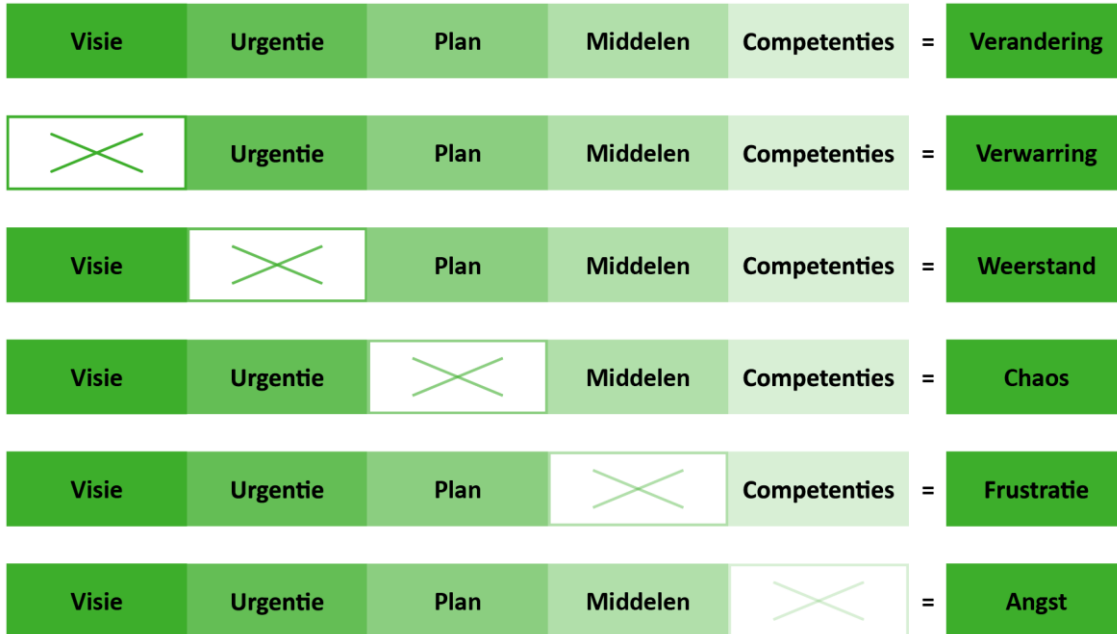 Visie Urgentie Plan Middelen Competenties = Verandering
Urgentie Plan Middelen Competenties = Verwarring
Visie Plan Middelen Competenties = Weerstand
Visie Urgentie Middelen Competenties = Chaos
Visie Urgentie Plan Competenties = Frustratie
Visie Urgentie Plan Middelen = Angst